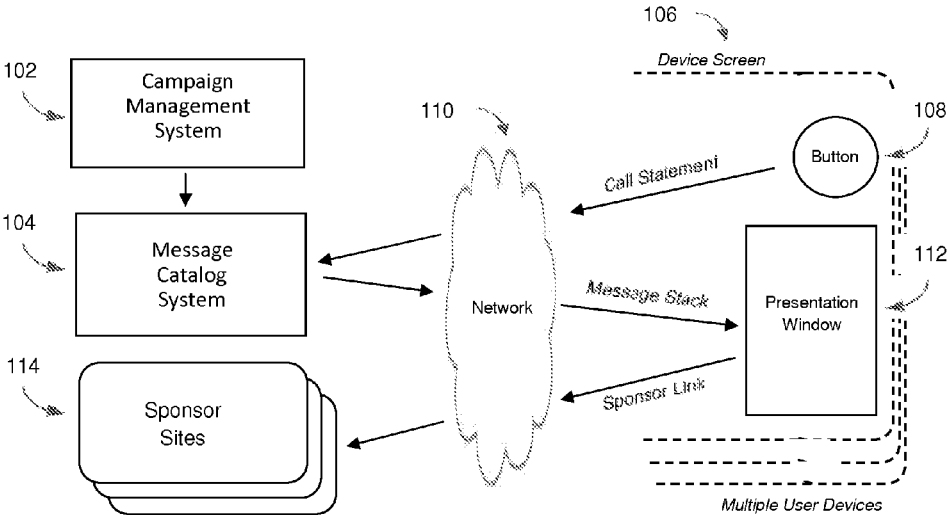 106
Device Screen
102
Campaign
Management
System
110
108
Button
Call Statement
104
Message
Catalog
System
112
Message Stack
Network
Presentation
Window
114
Sponsor
Sites
Sponsor Link
Multiple User Devices